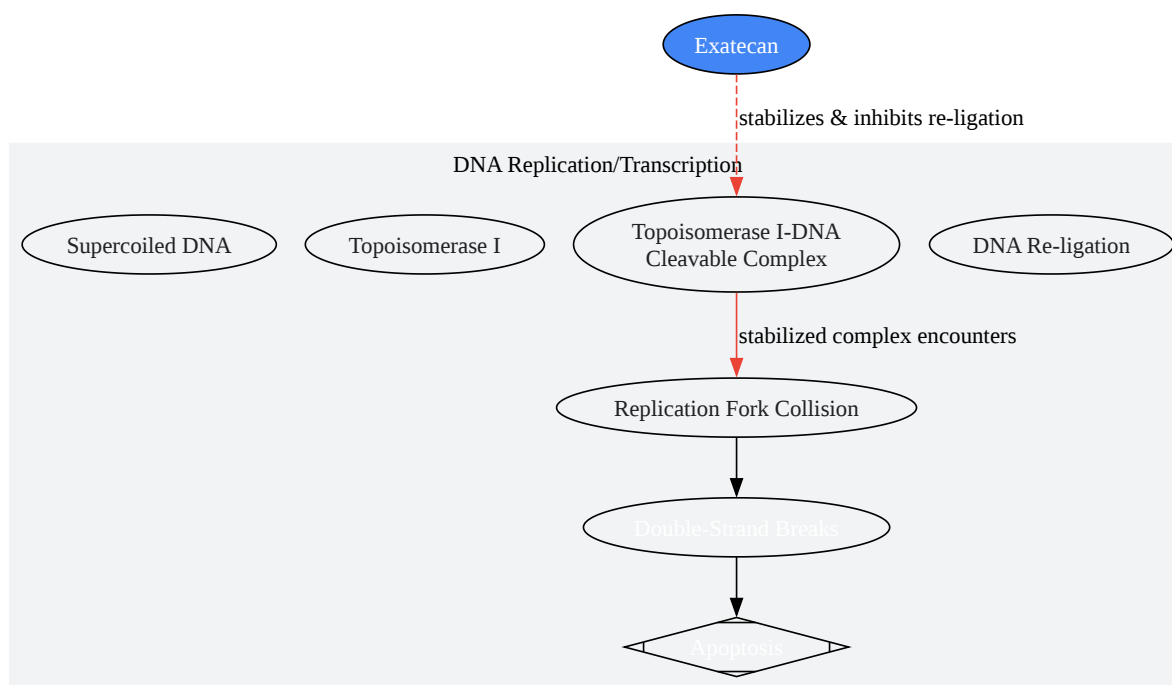 Exatecan
stabilizes & inhibits re-ligation
DNA Replication/Transcription
Supercoiled DNA
Topoisomerase I
Topoisomerase I-DNA
Cleavable Complex
DNA Re-ligation
stabilized complex encounters
Replication Fork Collision
Double-Strand Breaks
Apoptosis